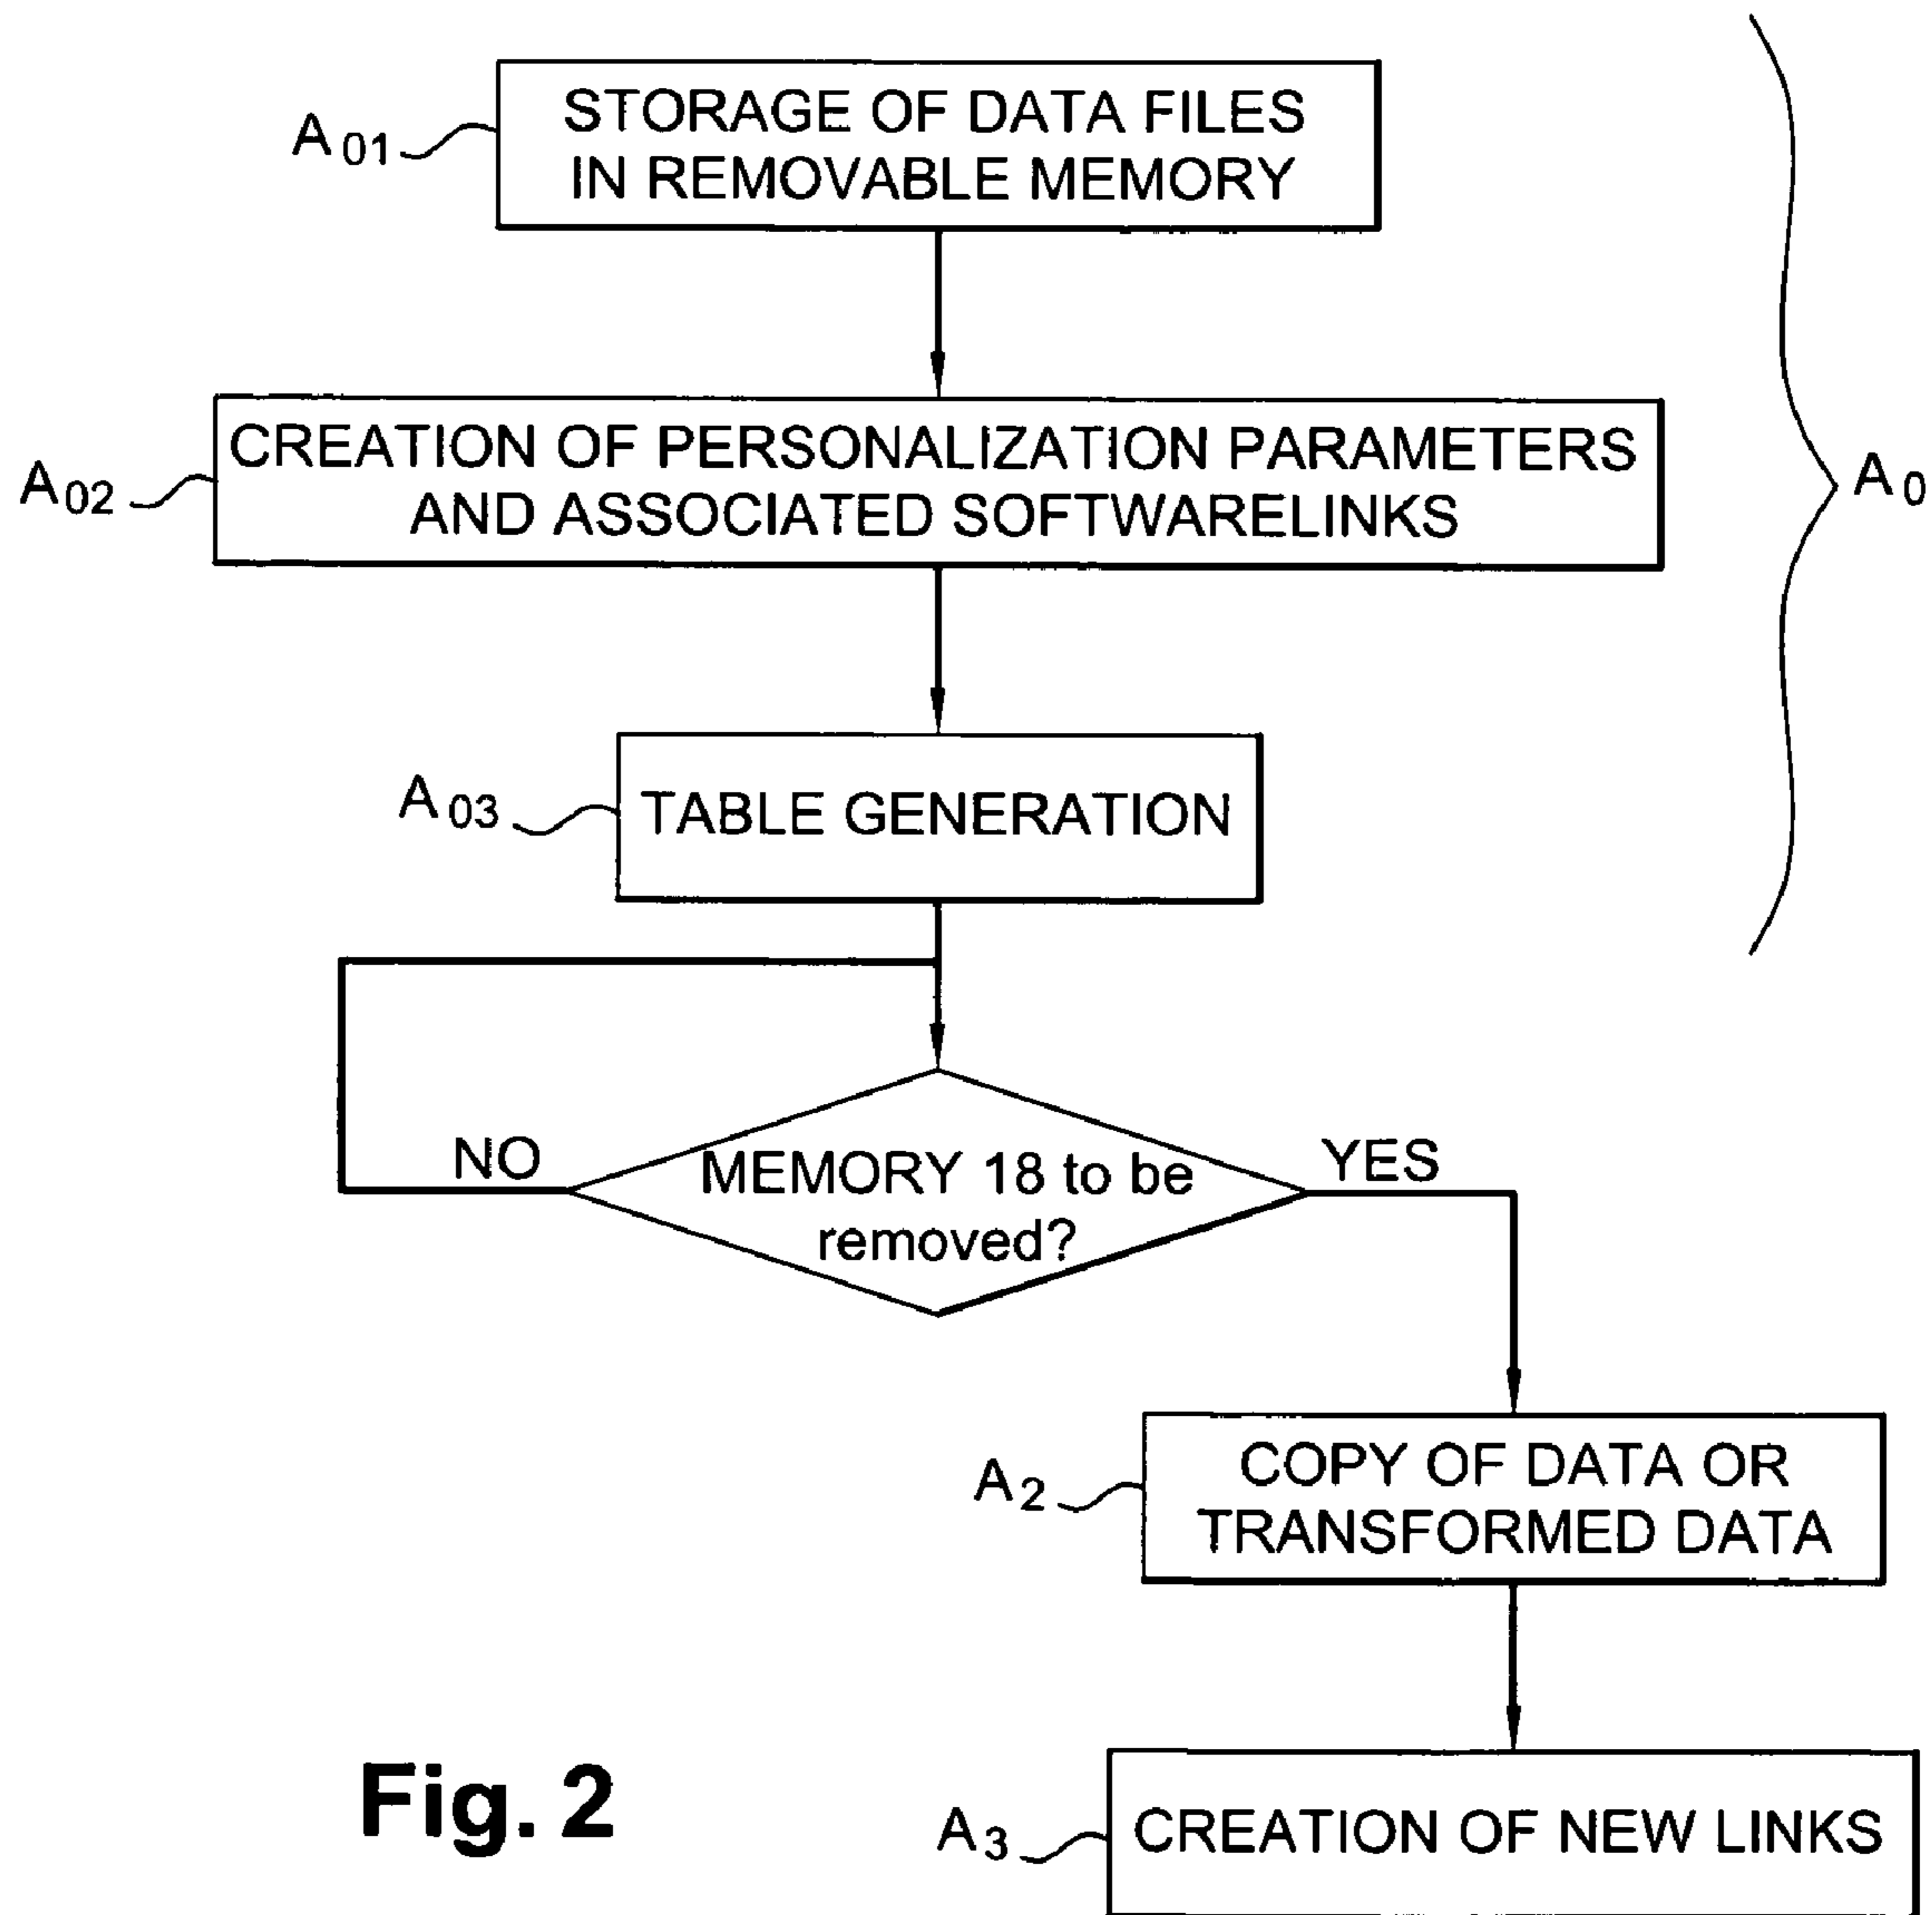 A01
STORAGE OF DATA FILES
IN REMOVABLE MEMORY
A02
CREATION OF PERSONALIZATION PARAMETERS
AND ASSOCIATED SOFTWARELINKS
A0
A03
TABLE GENERATION
NO
MEMORY 18 to be
removed?
YES
A2
COPY OF DATA OR
TRANSFORMED DATA
A3
CREATION OF NEW LINKS
Fig. 2